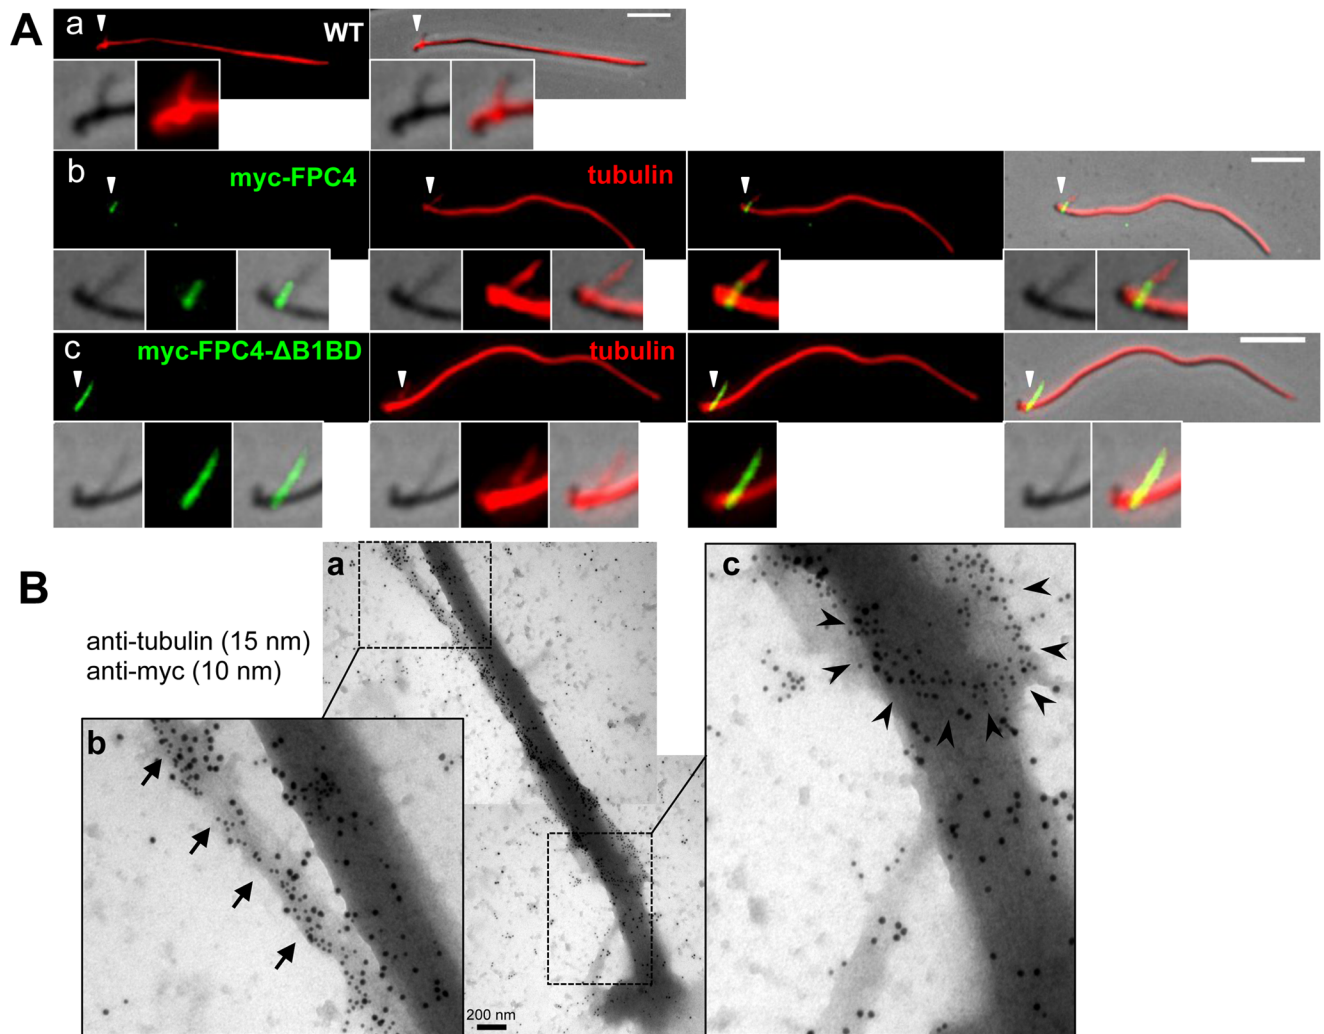 A
a
WT
b
myc-FPC4
tubulin
c
myc-FPC4-ΔB1BD
tubulin
B
anti-tubulin (15 nm)
anti-myc (10 nm)
a
b
c
200 nm